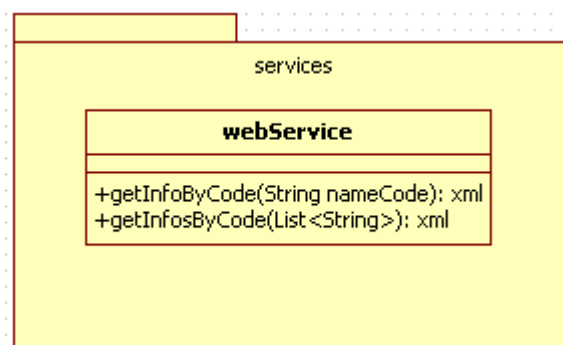 services
webService
+getInfoByCode(String nameCode): xml
+getInfosByCode(List<String>): xml